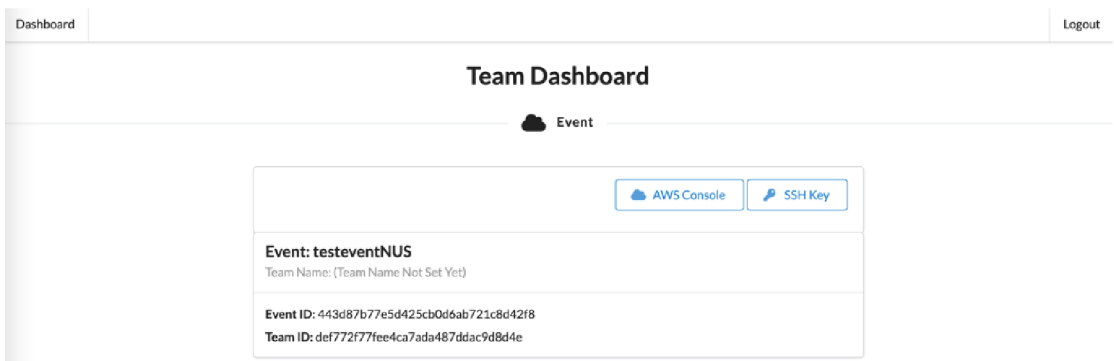 Dashboard
Logout
Team Dashboard
Event
AWS Console
SSH Key
Event: testeventNUS
Team Name: (Team Name Not Set Yet)
Event ID: 443d87b77e5d425cb0d6ab721c8d42f8
Team ID: def772f77fee4ca7ada487ddac9d8d4e